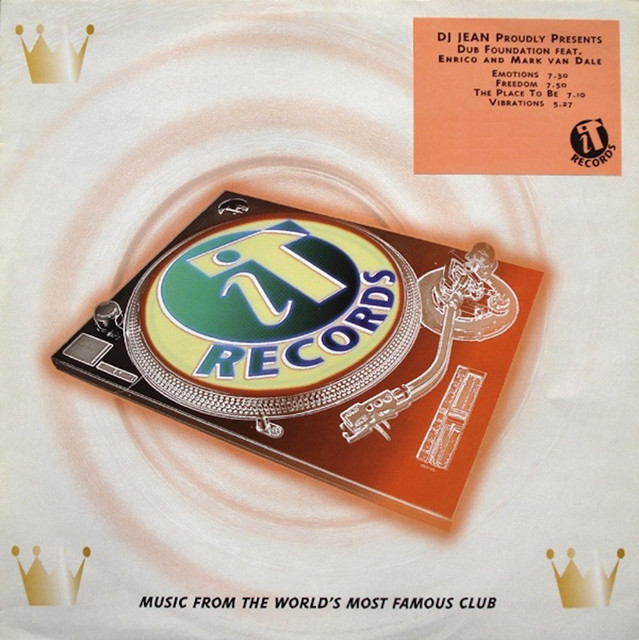 DJ JEAN PROUDLY PRESENTS
DUB FOUNDATION FEAT.
ENRICO AND MARK VAN DALE
EMOTIONS 7.30
FREEDOM 7.50
THE PLACE TO BE 7.10
VIBRATIONS 5.27
iT
RECORDS
iT
RECORDS
MUSIC FROM THE WORLD'S MOST FAMOUS CLUB